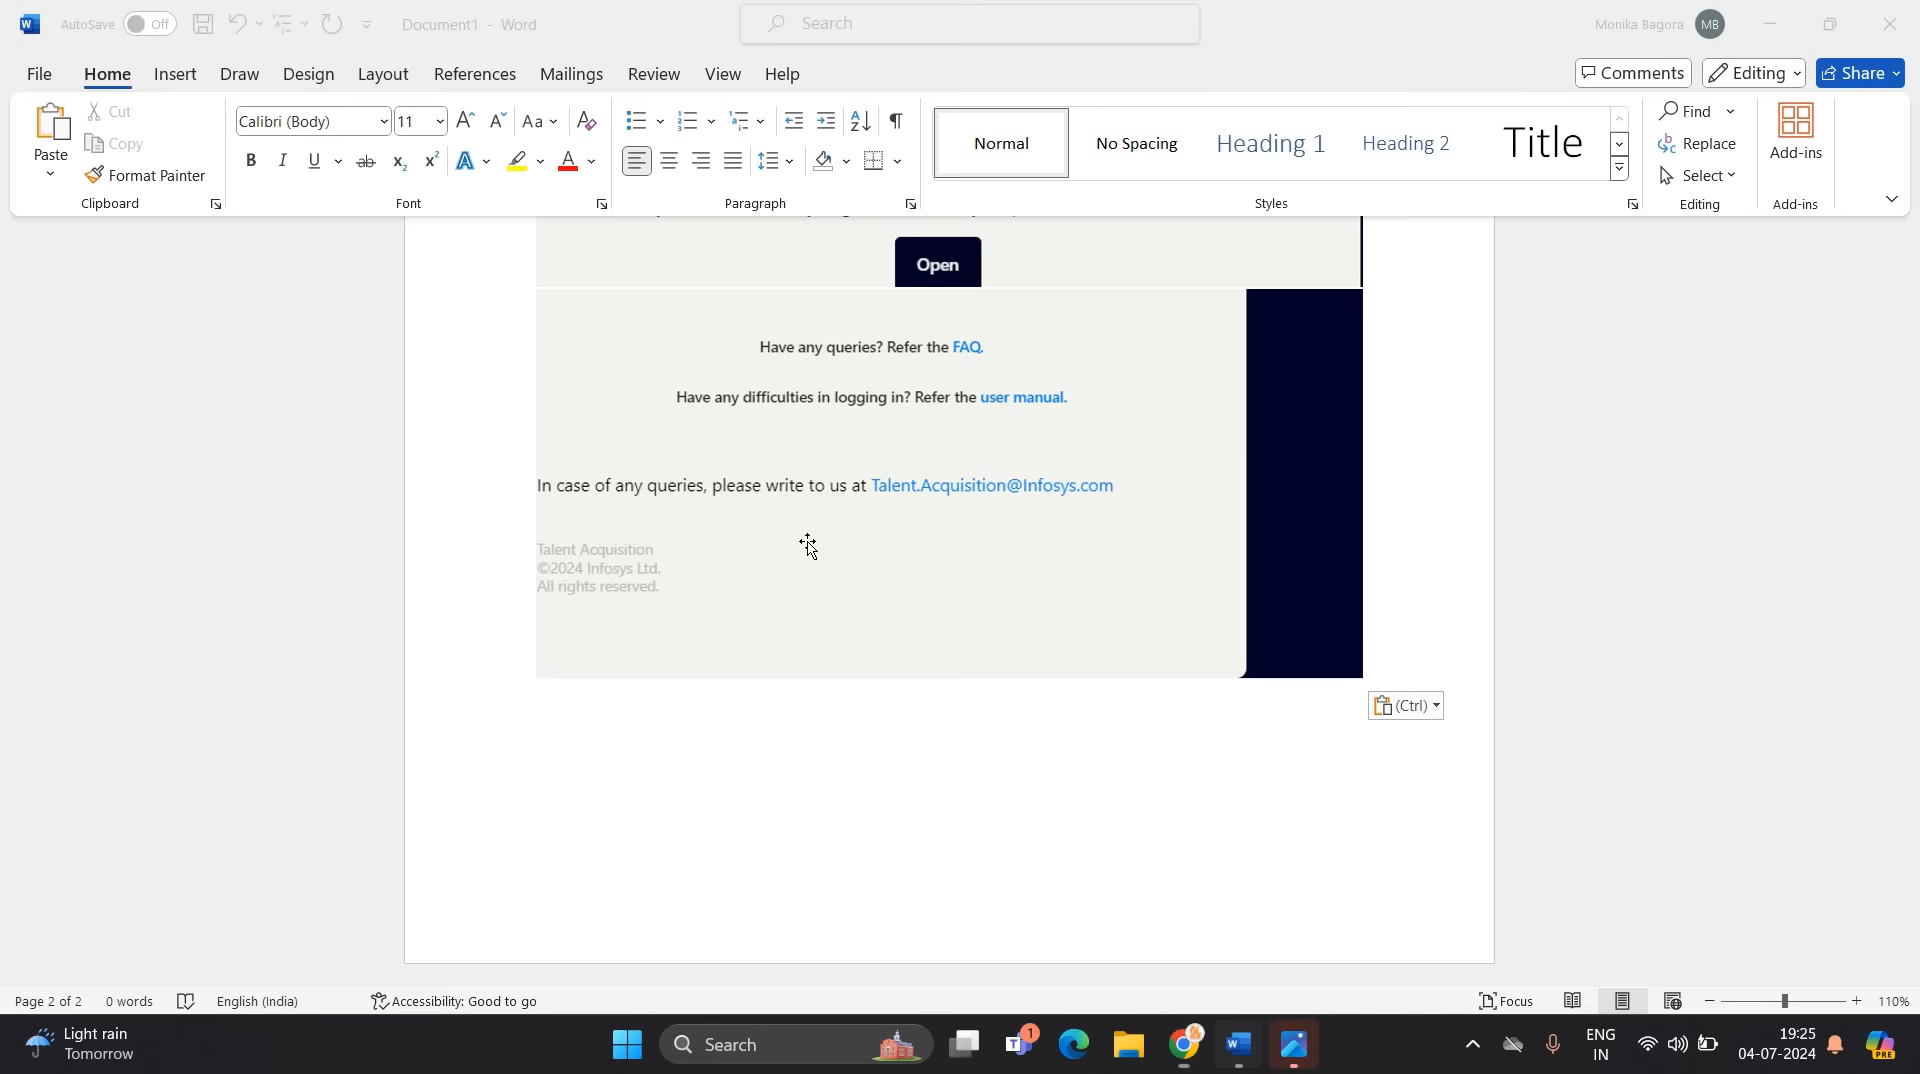 AutoSave Off Document1 - Word Search Monika Bagora MB
File Home Insert Draw Design Layout References Mailings Review View Help Comments Editing Share
Paste Cut Copy Format Painter Clipboard
Calibri (Body) 11 Font
Paragraph
Normal No Spacing Heading 1 Heading 2 Title Styles
Find Replace Select Editing
Add-ins Add-ins
Open
Have any queries? Refer the FAQ.
Have any difficulties in logging in? Refer the user manual.
In case of any queries, please write to us at Talent.Acquisition@Infosys.com
Talent Acquisition
©2024 Infosys Ltd.
All rights reserved.
(Ctrl)
Page 2 of 2 0 words English (India) Accessibility: Good to go Focus 110%
Light rain
Tomorrow
Search
1
ENG
IN
19:25
04-07-2024
PRE